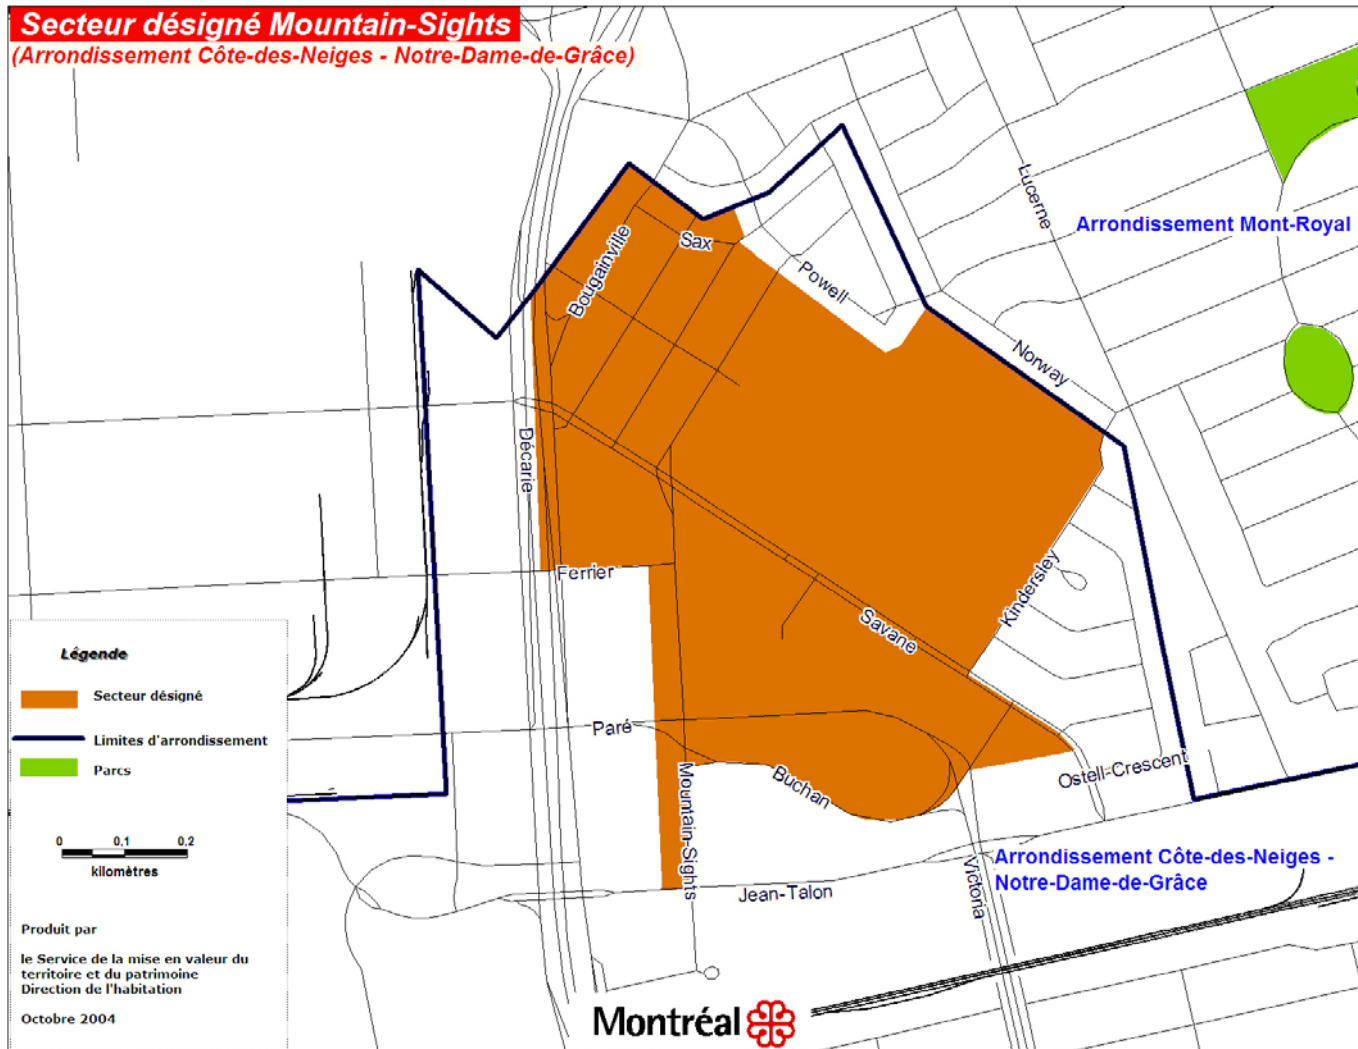 Secteur désigné Mountain-Sights
(Arrondissement Côte-des-Neiges - Notre-Dame-de-Grâce)
Lucerne
Arrondissement Mont-Royal
Sax
Bougainville
Powell
Norway
Décarie
Ferrier
Kindersley
Savane
Paré
Mountain-Sights
Buchan
Ostell-Crescent
Victoria
Jean-Talon
Arrondissement Côte-des-Neiges -
Notre-Dame-de-Grâce
Légende
Secteur désigné
Limites d'arrondissement
Parcs
0 0.1 0.2
kilomètres
Produit par
le Service de la mise en valeur du
territoire et du patrimoine
Direction de l'habitation
Octobre 2004
Montréal